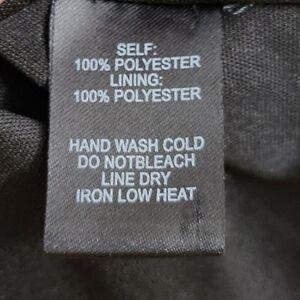 SELF:
100% POLYESTER
LINING:
100% POLYESTER
HAND WASH COLD
DO NOTBLEACH
LINE DRY
IRON LOW HEAT